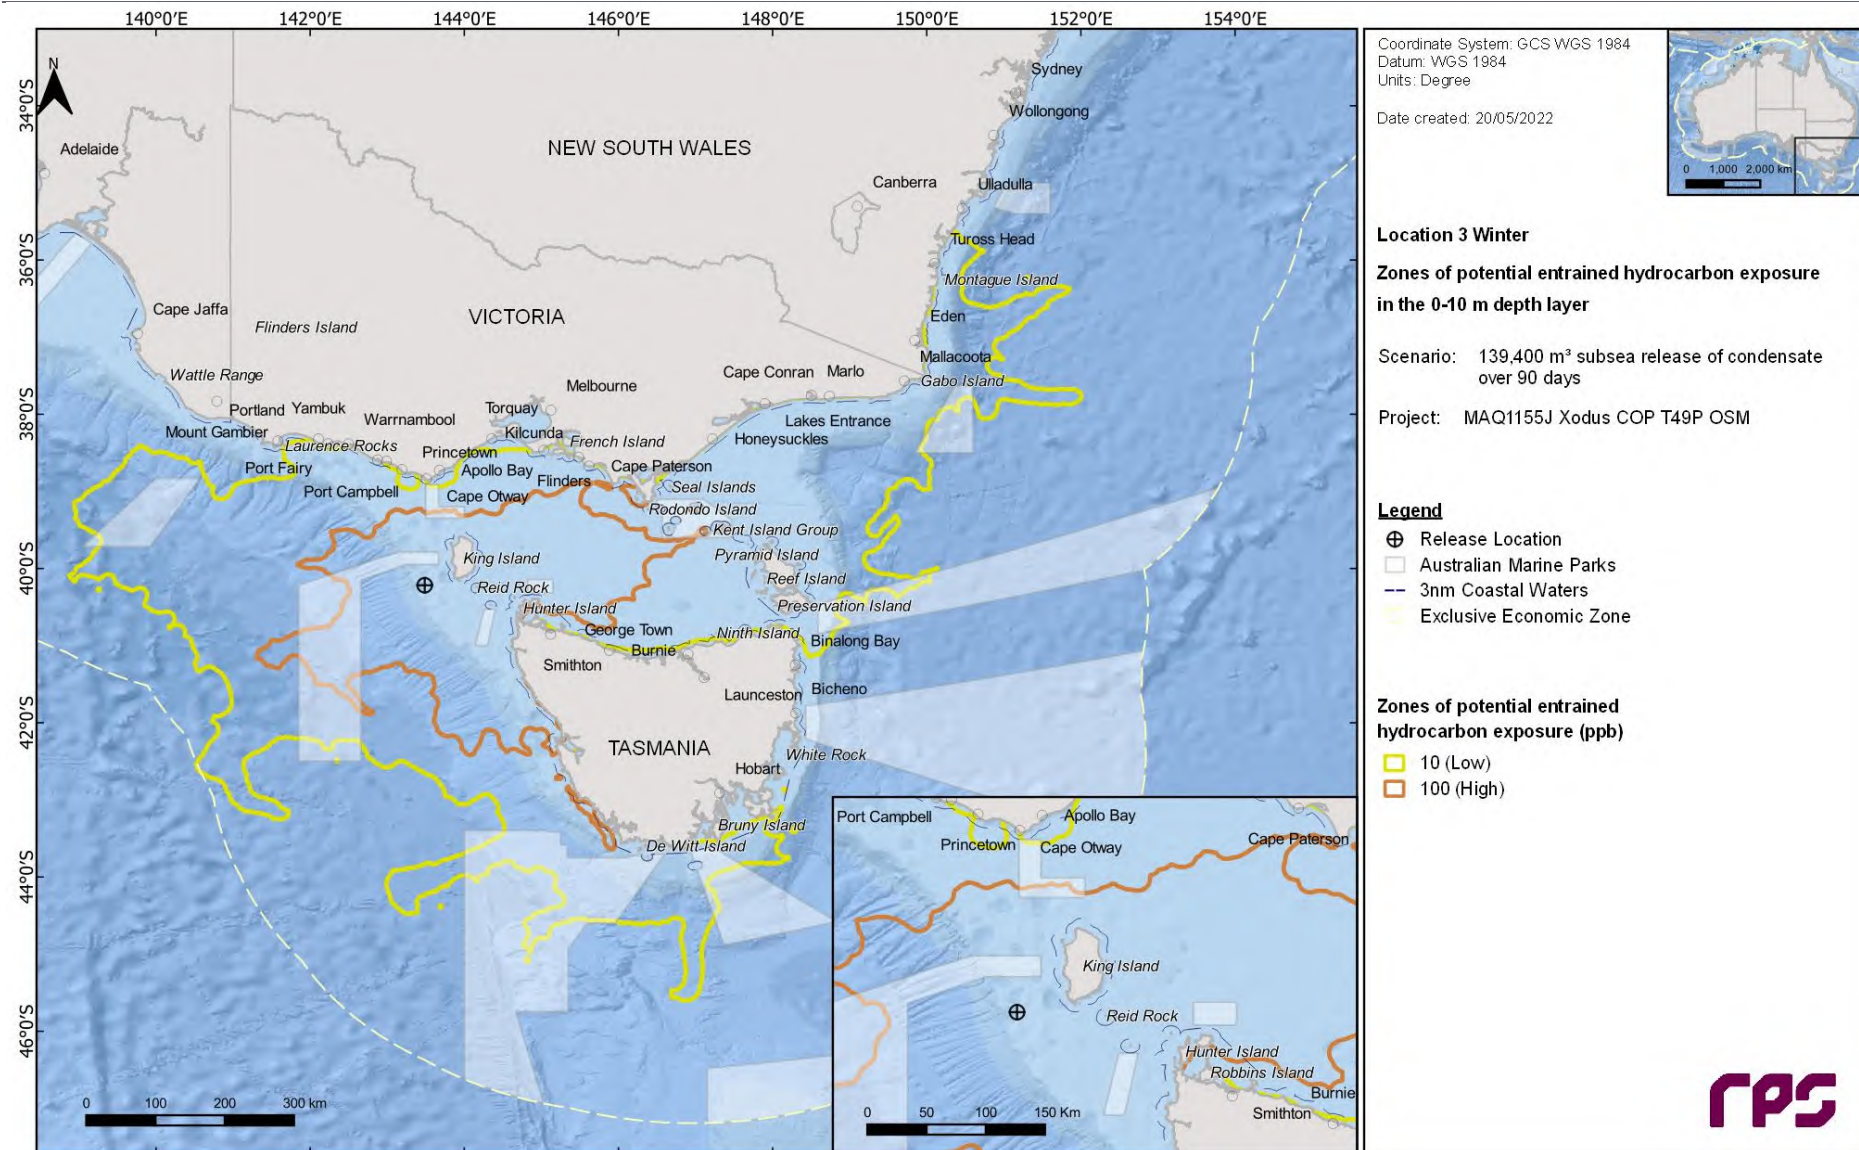 140°0'E 142°0'E 144°0'E 146°0'E 148°0'E 150°0'E 152°0'E 154°0'E
34°0'S
36°0'S
38°0'S
40°0'S
42°0'S
44°0'S
46°0'S
N
Sydney
Wollongong
NEW SOUTH WALES
Adelaide
Canberra
Ulladulla
Tuross Head
Montague Island
Cape Jaffa
Flinders Island
VICTORIA
Eden
Mallacoota
Gabo Island
Wattle Range
Melbourne
Cape Conran
Marlo
Portland
Yambuk
Warrnambool
Torquay
Lakes Entrance
Mount Gambier
Laurence Rocks
Kilcunda
French Island
Honeysuckles
Princetown
Port Fairy
Apollo Bay
Cape Paterson
Flinders
Seal Islands
Port Campbell
Cape Otway
Rodondo Island
Kent Island Group
King Island
Pyramid Island
Reid Rock
Reef Island
Hunter Island
Preservation Island
George Town
Ninth Island
Binalong Bay
Burnie
Smithton
Launceston
Bicheno
TASMANIA
White Rock
Hobart
Bruny Island
De Witt Island
0 100 200 300 km
Port Campbell
Apollo Bay
Princetown
Cape Otway
Cape Paterson
King Island
Reid Rock
Hunter Island
Robbins Island
Burnie
Smithton
0 50 100 150 Km
Coordinate System: GCS WGS 1984
Datum: WGS 1984
Units: Degree
Date created: 20/05/2022
0 1,000 2,000 km
Location 3 Winter
Zones of potential entrained hydrocarbon exposure
in the 0-10 m depth layer
Scenario: 139,400 m³ subsea release of condensate
over 90 days
Project: MAQ1155J Xodus COP T49P OSM
Legend
Release Location
Australian Marine Parks
3nm Coastal Waters
Exclusive Economic Zone
Zones of potential entrained
hydrocarbon exposure (ppb)
10 (Low)
100 (High)
rps